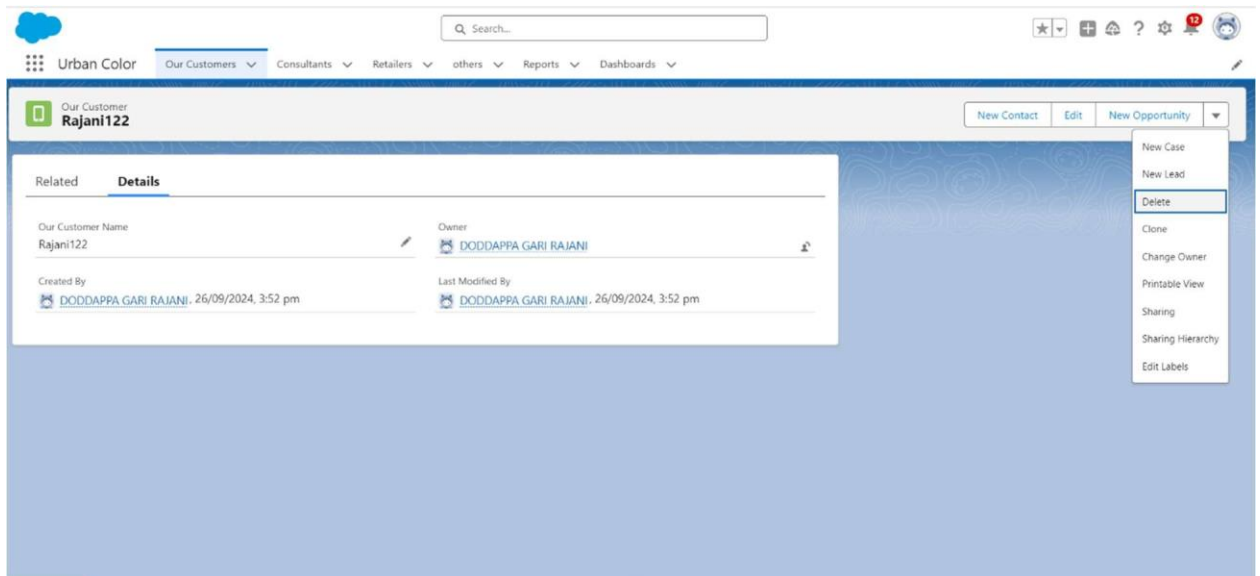 Search...
12
Urban Color Our Customers Consultants Retailers others Reports Dashboards
Our Customer
Rajani122
New Contact Edit New Opportunity
New Case
New Lead
Delete
Clone
Change Owner
Printable View
Sharing
Sharing Hierarchy
Edit Labels
Related Details
Our Customer Name Owner
Rajani122 DODDAPPA GARI RAJANI
Created By Last Modified By
DODDAPPA GARI RAJANI, 26/09/2024, 3:52 pm DODDAPPA GARI RAJANI, 26/09/2024, 3:52 pm